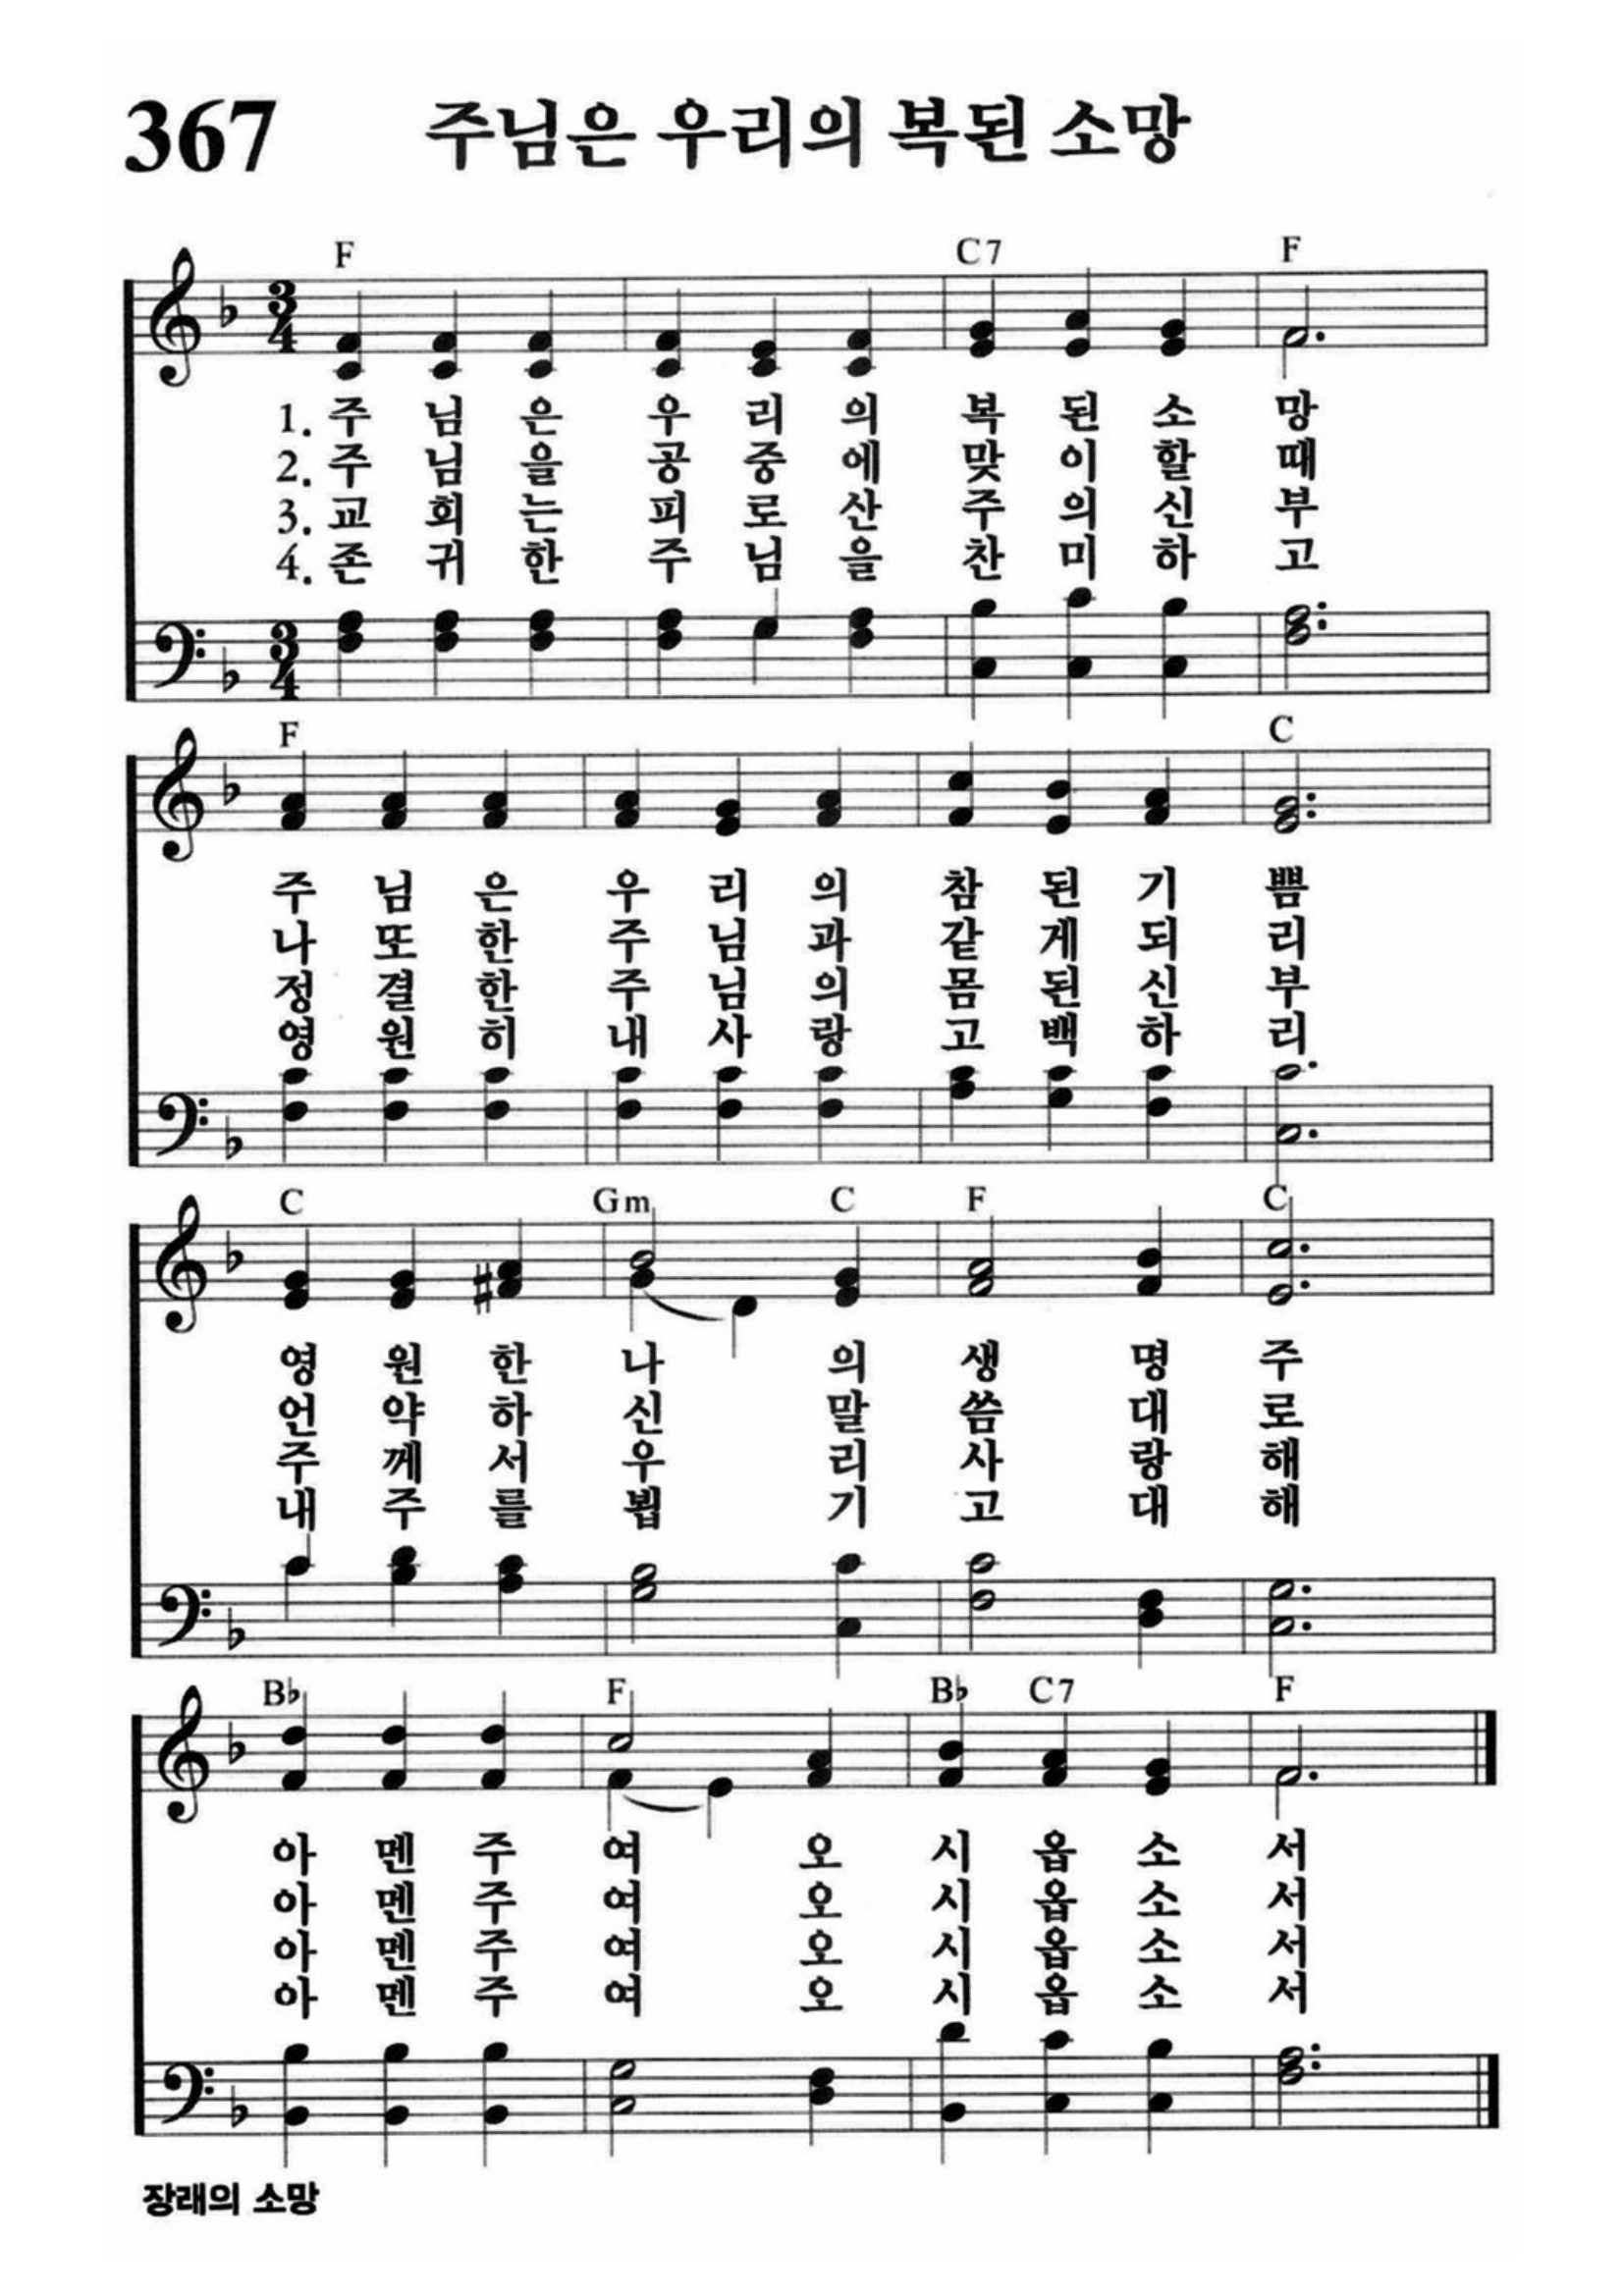 367 주님은 우리의 복된 소망
F C7 F
3 4
1. 주 님 은 우 리 의 복 된 소 망
2. 주 님 을 공 중 에 맞 이 할 때
3. 교 회 는 피 로 산 주 의 신 부
4. 존 귀 한 주 님 을 찬 미 하 고
3 4
F C
주 님 은 우 리 의 참 된 기 쁨
나 또 한 주 님 과 같 게 되 리
정 결 한 주 님 의 몸 된 신 부
영 원 히 내 사 랑 고 백 하 리
C Gm C F C
영 원 한 나 의 생 명 주
언 약 하 신 말 씀 대 로
주 께 서 우 리 사 랑 해
내 주 를 뵙 기 고 대 해
B♭ F B♭ C7 F
아 멘 주 여 오 시 옵 소 서
아 멘 주 여 오 시 옵 소 서
아 멘 주 여 오 시 옵 소 서
아 멘 주 여 오 시 옵 소 서
장래의 소망